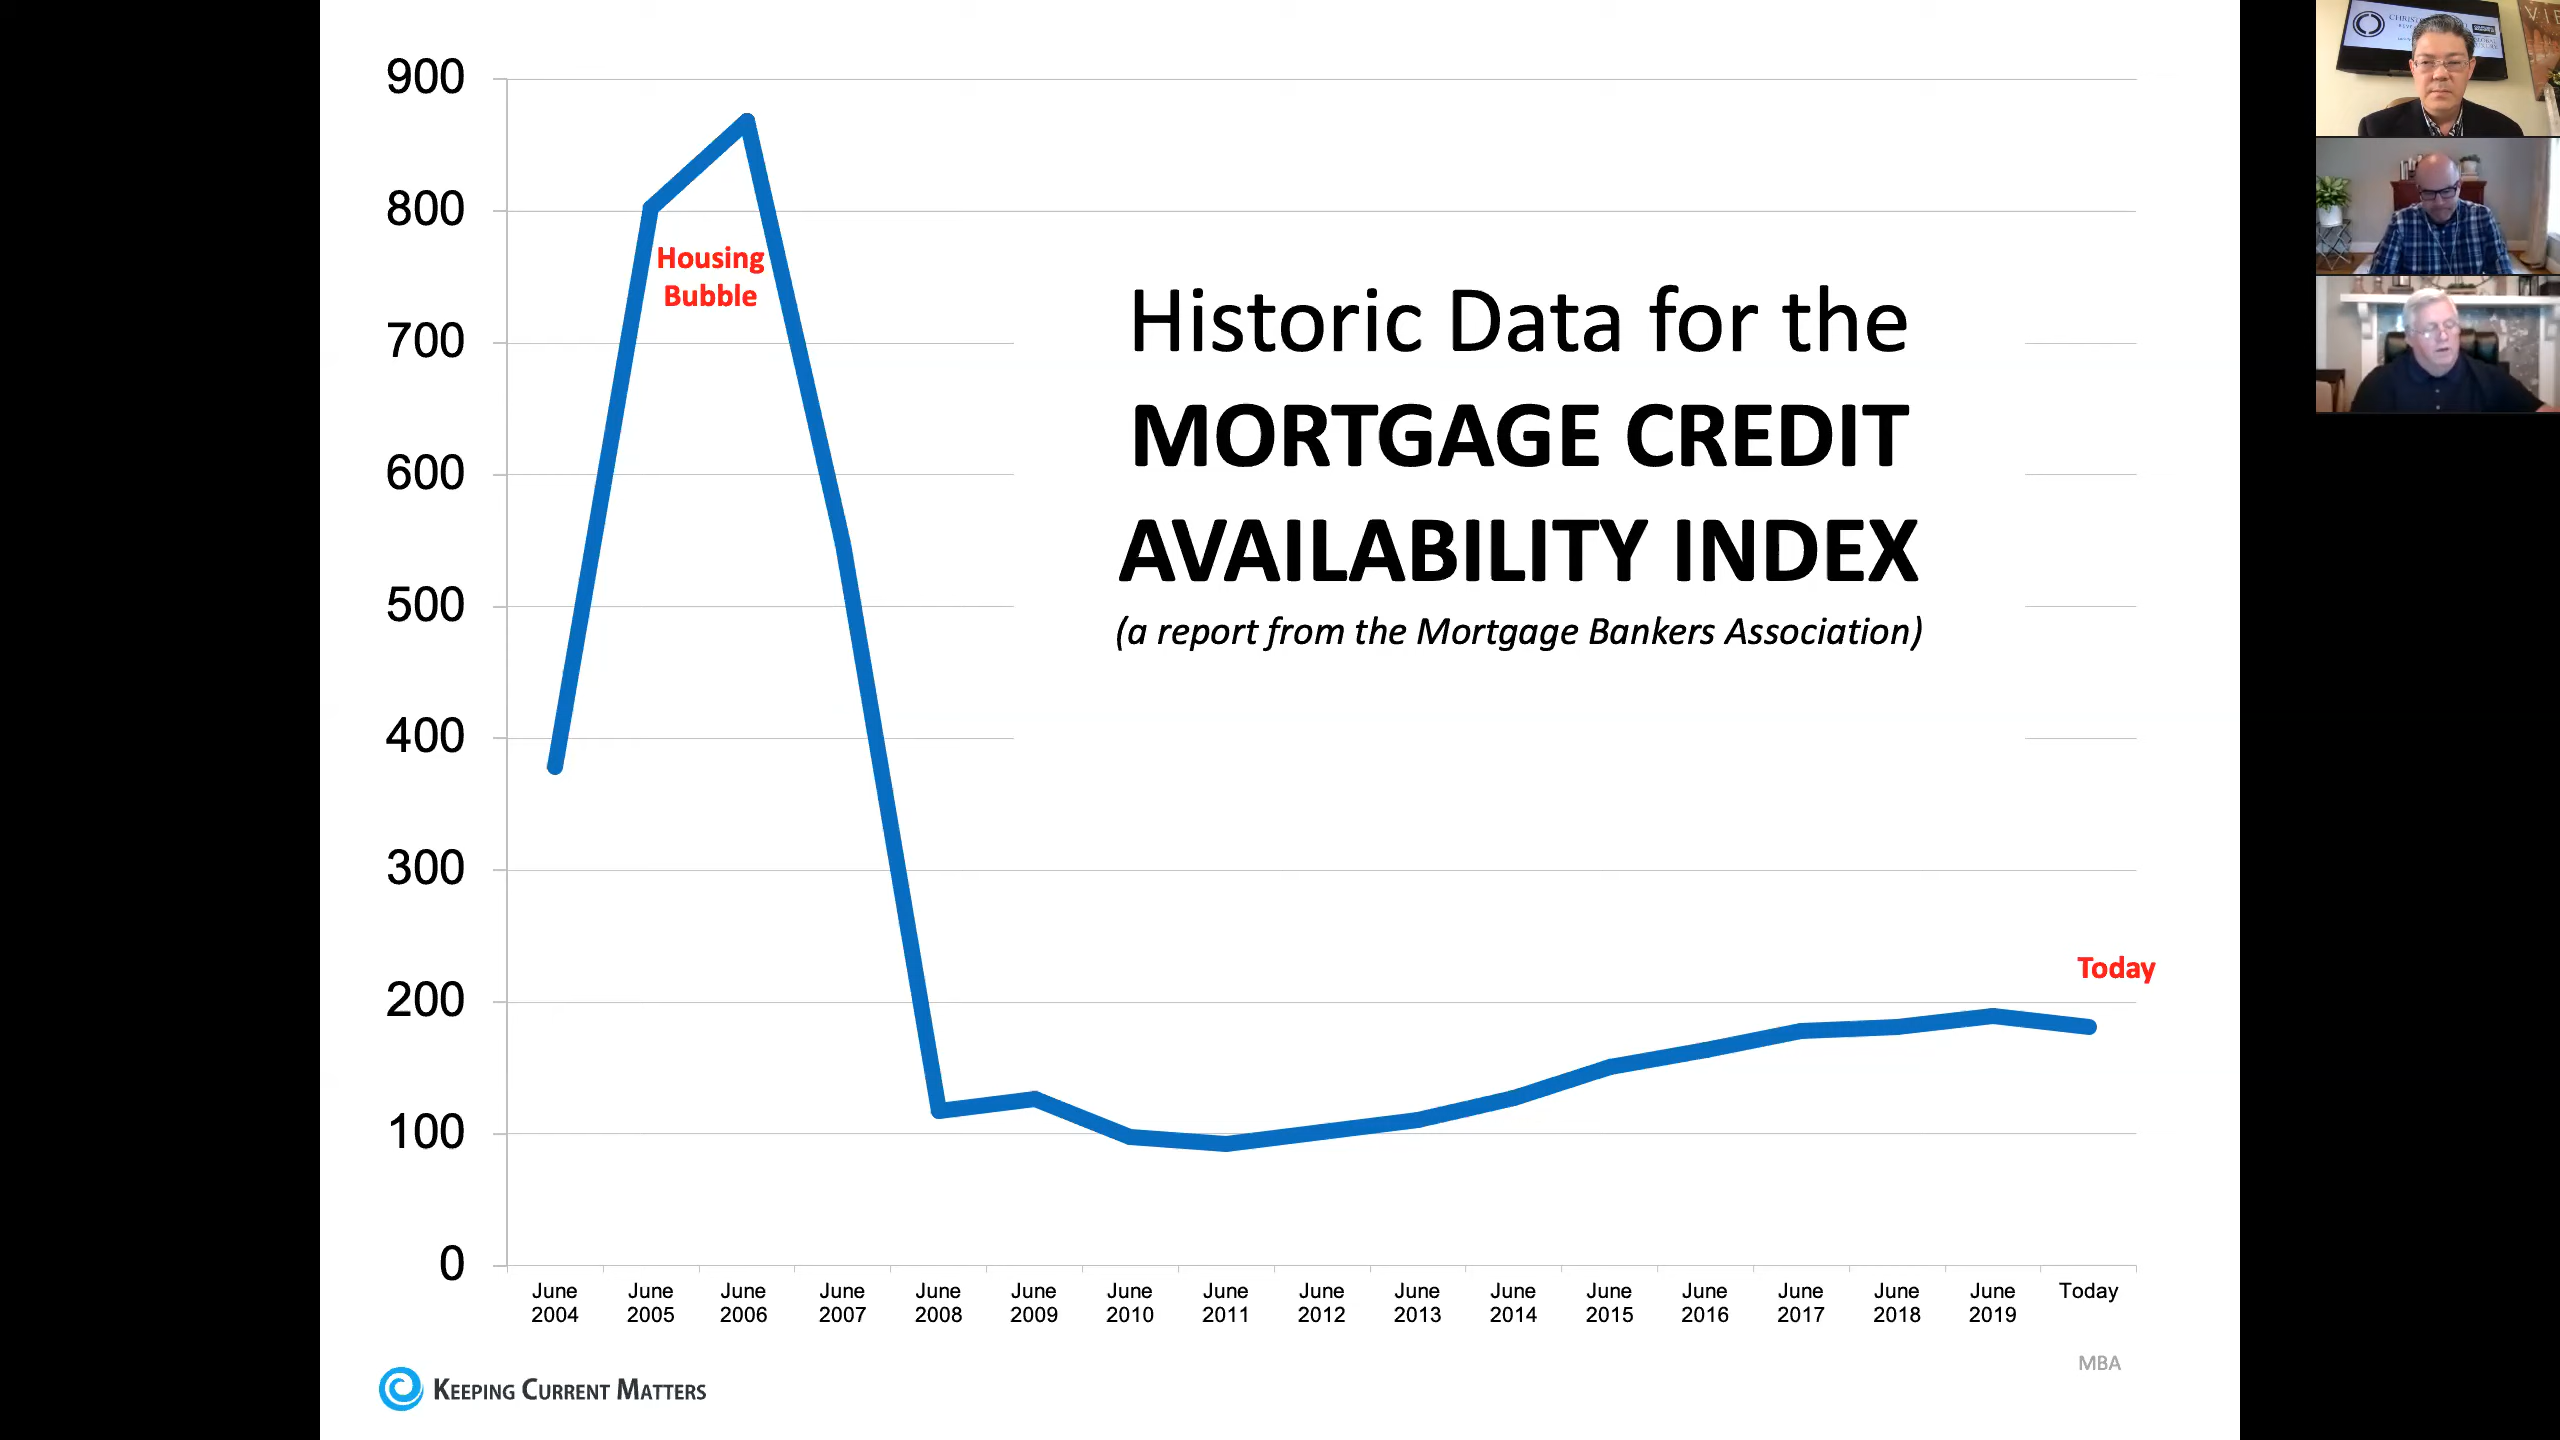 900
800
700
600
500
400
300
200
100
0
Housing
Bubble
Historic Data for the
MORTGAGE CREDIT
AVAILABILITY INDEX
(a report from the Mortgage Bankers Association)
Today
June 2004
June 2005
June 2006
June 2007
June 2008
June 2009
June 2010
June 2011
June 2012
June 2013
June 2014
June 2015
June 2016
June 2017
June 2018
June 2019
Today
MBA
KEEPING CURRENT MATTERS